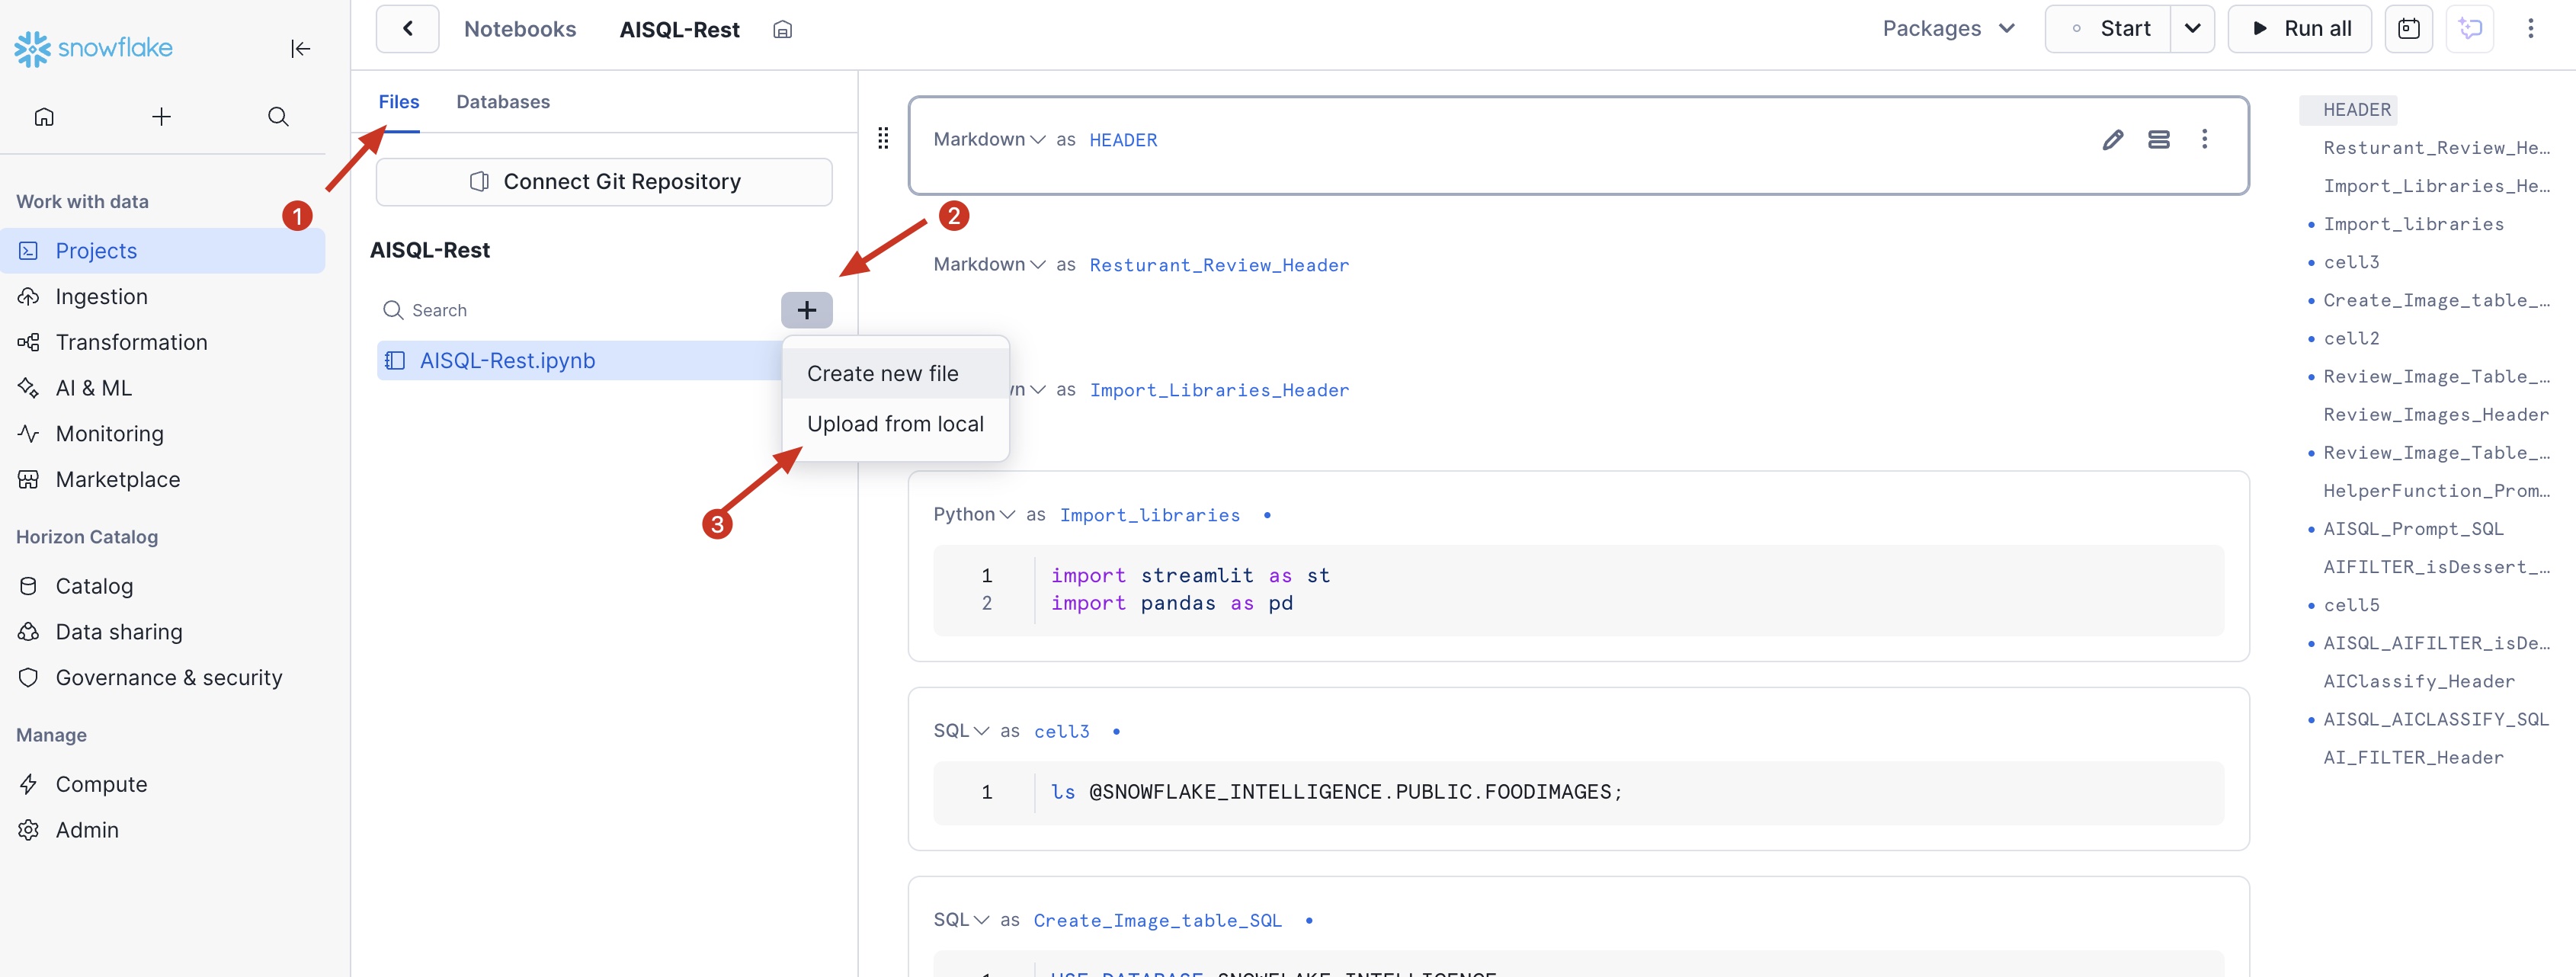 snowflake
Work with data
1
Projects
Ingestion
Transformation
AI & ML
Monitoring
Marketplace
Horizon Catalog
Catalog
Data sharing
Governance & security
Manage
Compute
Admin
Notebooks AISQL-Rest
Packages Start Run all
Files Databases
Connect Git Repository
2
AISQL-Rest
Search
AISQL-Rest.ipynb
Create new file
Upload from local
3
Markdown as HEADER
Markdown as Resturant_Review_Header
wn as Import_Libraries_Header
Python as Import_libraries
1 import streamlit as st
2 import pandas as pd
SQL as cell3
1 ls @SNOWFLAKE_INTELLIGENCE.PUBLIC.FOODIMAGES;
SQL as Create_Image_table_SQL
HEADER
Resturant_Review_He…
Import_Libraries_He…
Import_libraries
cell3
Create_Image_table_…
cell2
Review_Image_Table_…
Review_Images_Header
Review_Image_Table_…
HelperFunction_Prom…
AISQL_Prompt_SQL
AIFILTER_isDessert_…
cell5
AISQL_AIFILTER_isDe…
AIClassify_Header
AISQL_AICLASSIFY_SQL
AI_FILTER_Header